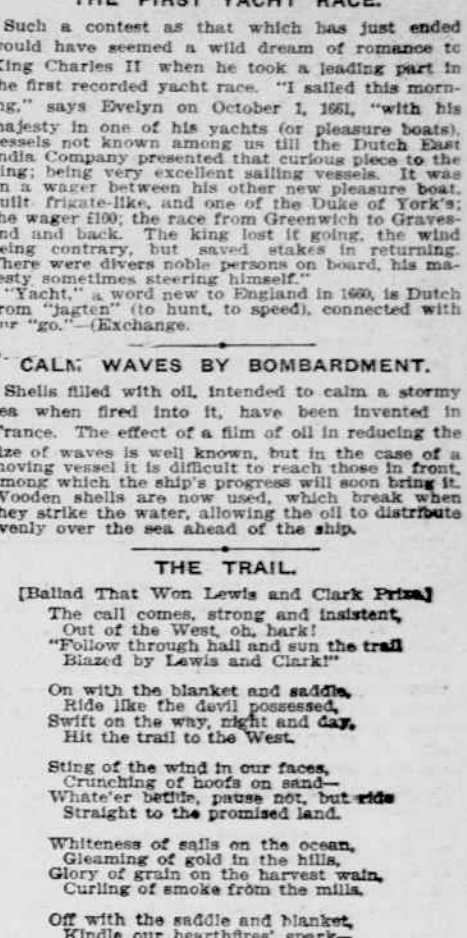 THE FIRST YACHT RACE.
Such a contest as that which has just ended
would have seemed a wild dream of romance to
King Charles II when he took a leading part in
the first recorded yacht race. "I sailed this morn-
ing," says Evelyn on October 1, 1661, "with his
majesty in one of his yachts (or pleasure boats),
vessels not known among us till the Dutch East
India Company presented that curious piece to the
king; being very excellent sailing vessels. It was
on a wager between his other new pleasure boat,
built frigate-like, and one of the Duke of York's;
the wager £100; the race from Greenwich to Graves-
end and back. The king lost it going, the wind
being contrary, but saved stakes in returning.
There were divers noble persons on board, his ma-
jesty sometimes steering himself."
"Yacht," a word new to England in 1660, is Dutch
from "jagten" (to hunt, to speed), connected with
our "go."—(Exchange.
CALM WAVES BY BOMBARDMENT.
Shells filled with oil, intended to calm a stormy
sea when fired into it, have been invented in
France. The effect of a film of oil in reducing the
size of waves is well known, but in the case of a
moving vessel it is difficult to reach those in front,
among which the ship's progress will soon bring it.
Wooden shells are now used, which break when
they strike the water, allowing the oil to distribute
evenly over the sea ahead of the ship.
THE TRAIL.
[Ballad That Won Lewis and Clark Prize]
The call comes, strong and insistent,
Out of the West, oh, hark!
"Follow through hail and sun the trail
Blazed by Lewis and Clark!"
On with the blanket and saddle,
Ride like the devil possessed,
Swift on the way, night and day,
Hit the trail to the West.
Sting of the wind in our faces,
Crunching of hoofs on sand—
Whate'er betide, pause not, but ride
Straight to the promised land.
Whiteness of sails on the ocean,
Gleaming of gold in the hills,
Glory of grain on the harvest wain,
Curling of smoke from the mills.
Off with the saddle and blanket,
Kindle our hearthfires' spark—